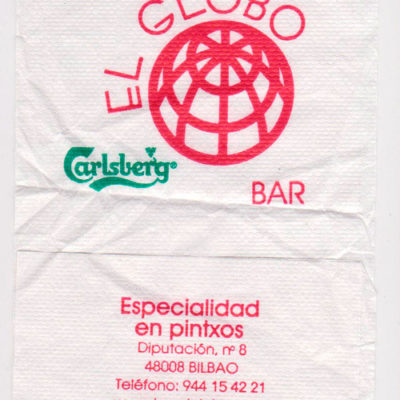 EL GLOBO
Carlsberg®
BAR
Especialidad
en pintxos
Diputación, nº 8
48008 BILBAO
Teléfono: 944 15 42 21